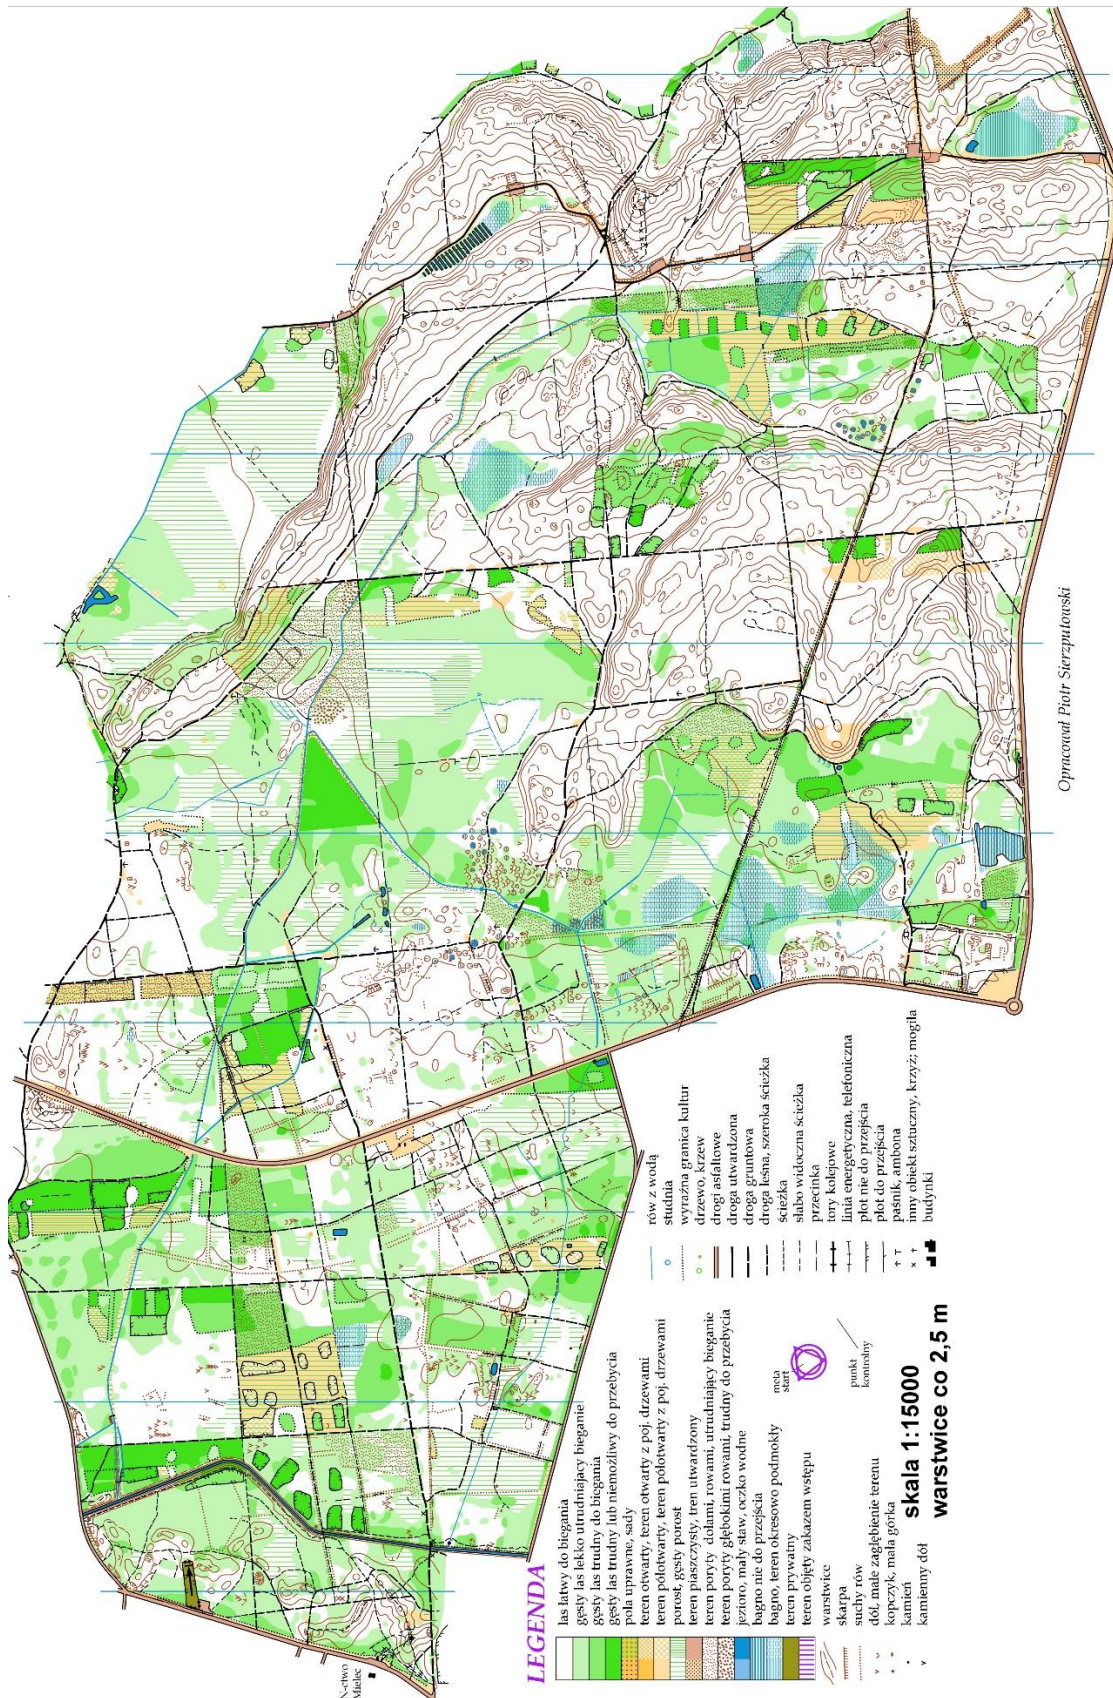 Opracował Piotr Sierzputowski
N-ctwo
Mielec
LEGENDA
las łatwy do biegania
gęsty las lekko utrudniający bieganie
gęsty las trudny do biegania
gęsty las trudny lub niemożliwy do przebycia
pola uprawne, sady
teren otwarty, teren otwarty z poj. drzewami
teren półotwarty, teren półotwarty z poj. drzewami
porost, gęsty porost
teren piaszczysty, tren utwardzony
teren poryty dołami, rowami, utrudniający bieganie
teren poryty głębokimi rowami, trudny do przebycia
jezioro, mały staw, oczko wodne
bagno nie do przejścia
bagno, teren okresowo podmokły
teren prywatny
teren objęty zakazem wstępu
warstwice
skarpa
suchy rów
dół, małe zagłębienie terenu
kopczyk, mała górka
kamień
kamienny dół
rów z wodą
studnia
wyraźna granica kultur
drzewo, krzew
drogi asfaltowe
droga utwardzona
droga gruntowa
droga leśna, szeroka ścieżka
ścieżka
słabo widoczna ścieżka
przecinka
tory kolejowe
linia energetyczna, telefoniczna
płot nie do przejścia
płot do przejścia
paśnik, ambona
inny obiekt sztuczny, krzyż; mogiła
budynki
meta
start
punkt
kontrolny
skala 1:15000
warstwice co 2,5 m